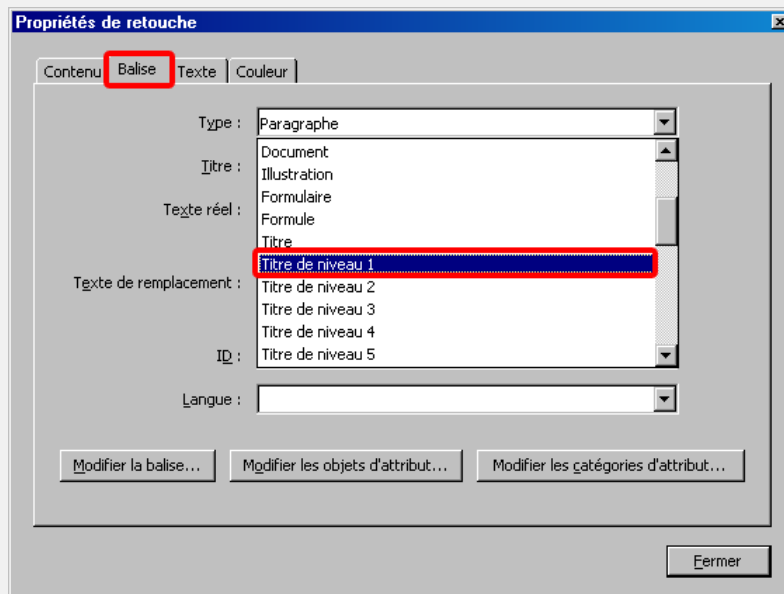 Propriétés de retouche
Contenu Balise Texte Couleur
Type : Paragraphe
Document
Titre : Illustration
Formulaire
Texte réel : Formule
Titre
Titre de niveau 1
Texte de remplacement : Titre de niveau 2
Titre de niveau 3
Titre de niveau 4
ID : Titre de niveau 5
Langue :
Modifier la balise... Modifier les objets d'attribut... Modifier les catégories d'attribut...
Fermer